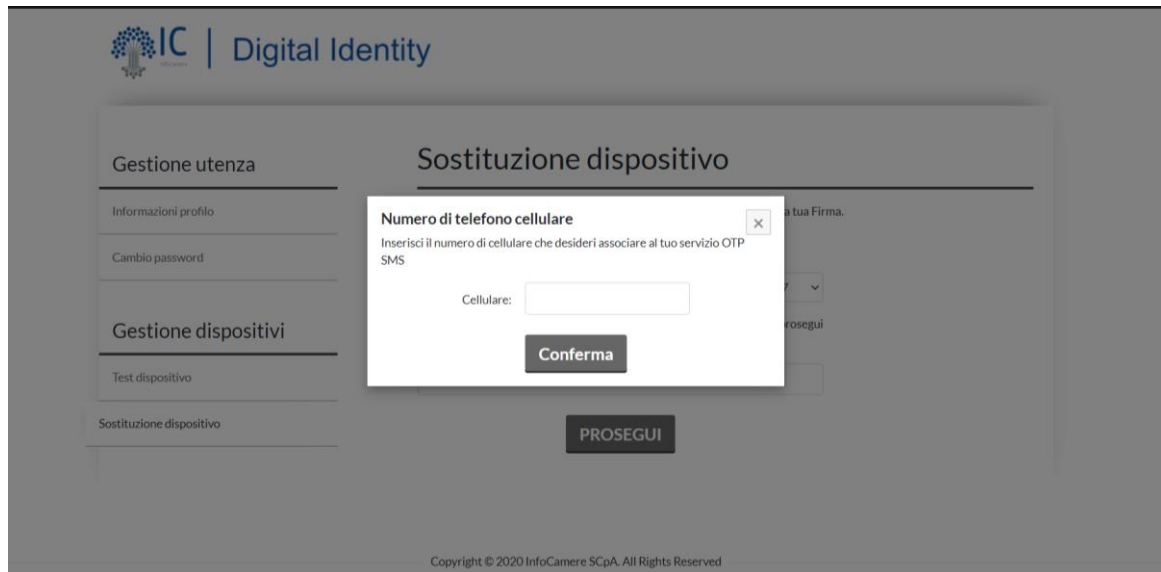 IC | Digital Identity
Gestione utenza
Informazioni profilo
Cambio password
Gestione dispositivi
Test dispositivo
Sostituzione dispositivo
Sostituzione dispositivo
a tua Firma.
7
prosegui
PROSEGUI
Numero di telefono cellulare
×
Inserisci il numero di cellulare che desideri associare al tuo servizio OTP
SMS
Cellulare:
Conferma
Copyright © 2020 InfoCamere SCpA. All Rights Reserved